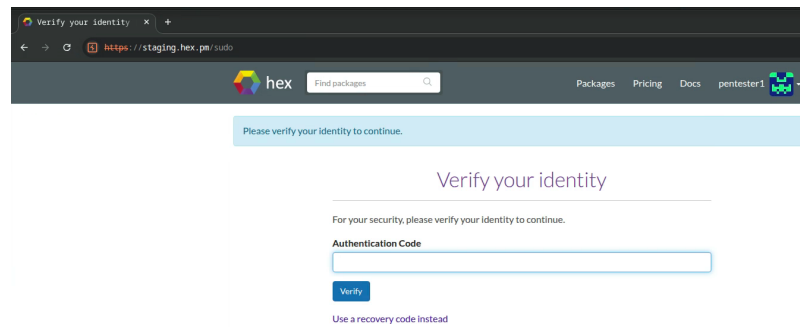 Verify your identity × +
https://staging.hex.pm/sudo
hex Find packages Packages Pricing Docs pentester1
Please verify your identity to continue.
Verify your identity
For your security, please verify your identity to continue.
Authentication Code
Verify
Use a recovery code instead